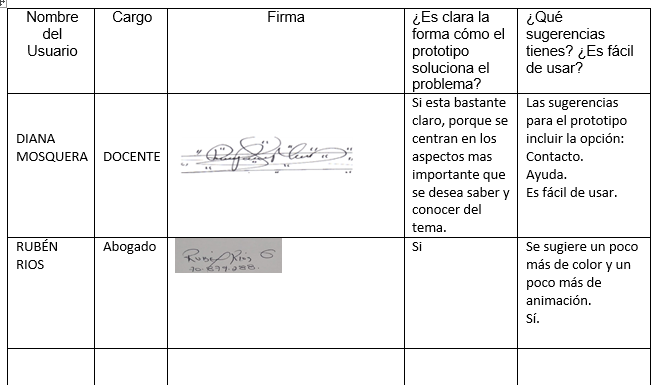 Nombre
del
Usuario
Cargo
Firma
¿Es clara la
forma cómo el
prototipo
soluciona el
problema?
¿Qué
sugerencias
tienes? ¿Es fácil
de usar?
DIANA
MOSQUERA
DOCENTE
Si esta bastante
claro, porque se
centran en los
aspectos mas
importante que
se desea saber y
conocer del
tema.
Las sugerencias
para el prototipo
incluir la opción:
Contacto.
Ayuda.
Es fácil de usar.
RUBÉN
RIOS
Abogado
Rubén Rios G
Si
Se sugiere un poco
más de color y un
poco más de
animación.
Sí.